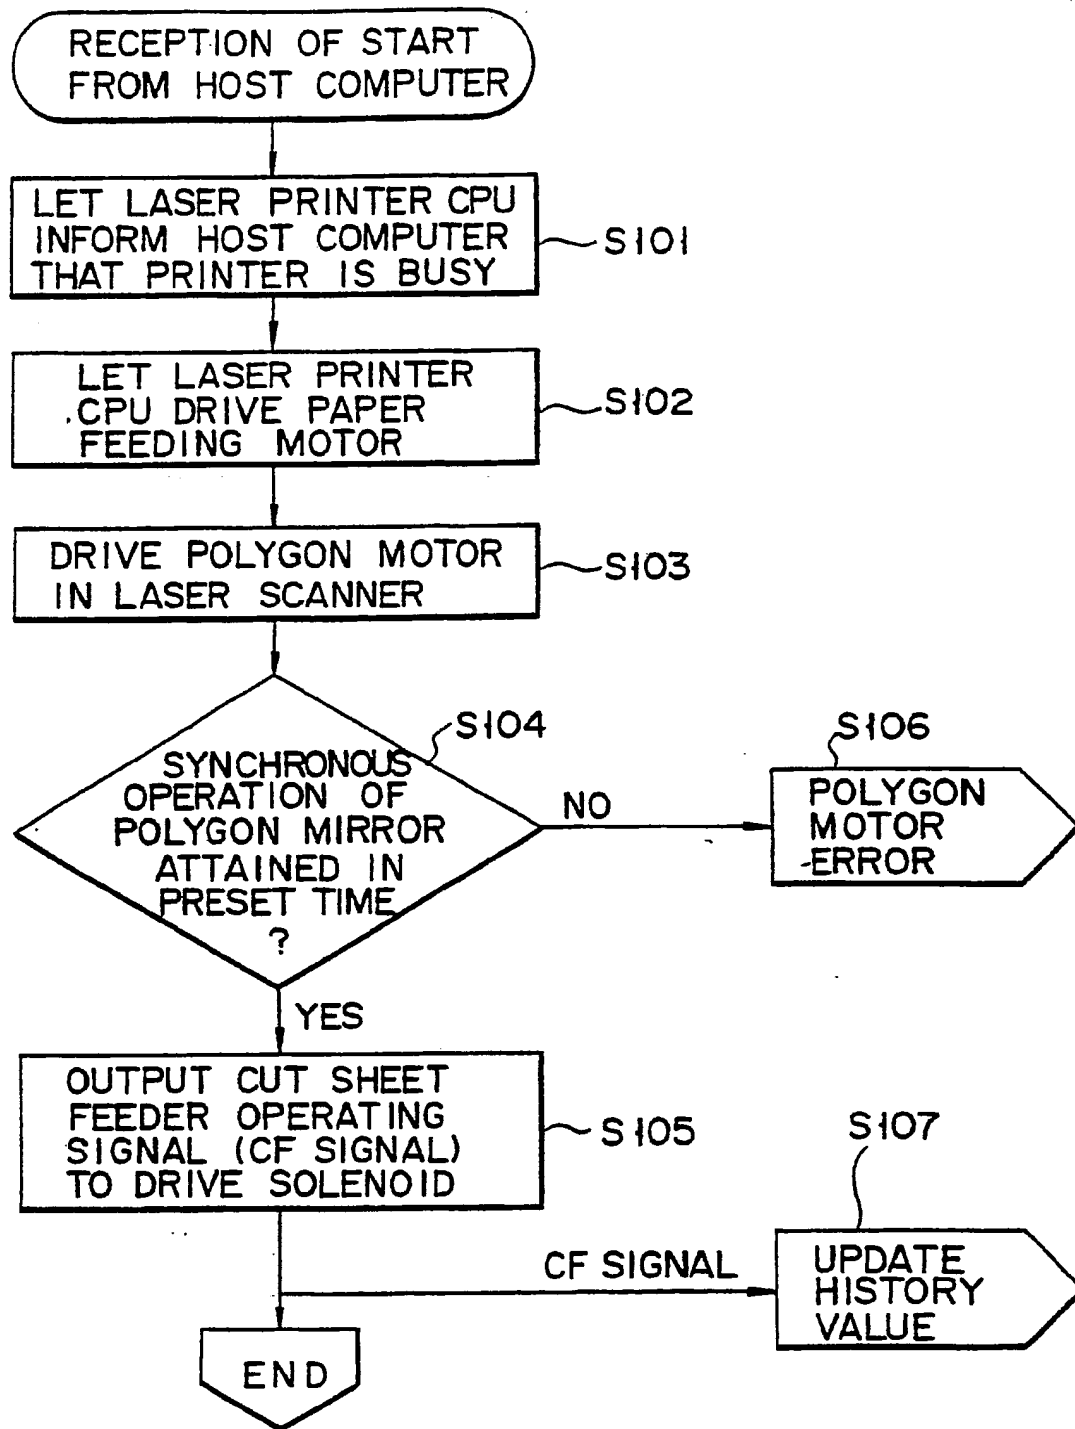 RECEPTION OF START
FROM HOST COMPUTER
LET LASER PRINTER CPU
INFORM HOST COMPUTER
THAT PRINTER IS BUSY
S101
LET LASER PRINTER
CPU DRIVE PAPER
FEEDING MOTOR
S102
DRIVE POLYGON MOTOR
IN LASER SCANNER
S103
S104
SYNCHRONOUS
OPERATION OF
POLYGON MIRROR
ATTAINED IN
PRESET TIME
?
NO
S106
POLYGON
MOTOR
ERROR
YES
OUTPUT CUT SHEET
FEEDER OPERATING
SIGNAL (CF SIGNAL)
TO DRIVE SOLENOID
S105
S107
CF SIGNAL
UPDATE
HISTORY
VALUE
END